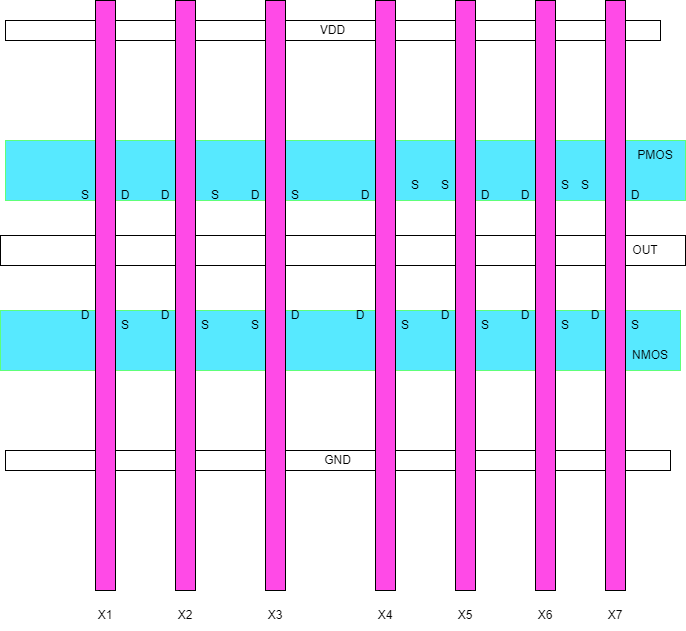 VDD
PMOS
S S S S
S D D S D S D D D D
OUT
D D D D D D D
S S S S S S S
NMOS
GND
X1 X2 X3 X4 X5 X6 X7